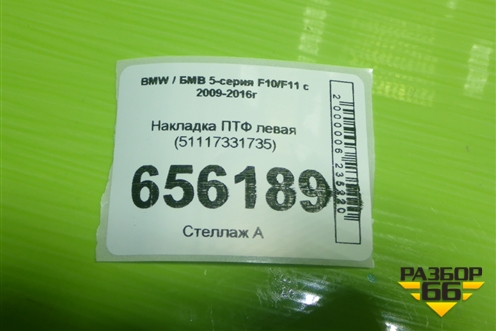 BMW / БМВ 5-серия F10/F11 с
2009-2016г
Накладка ПТФ левая
(51117331735)
656189
Стеллаж А
РАЗБОР
66